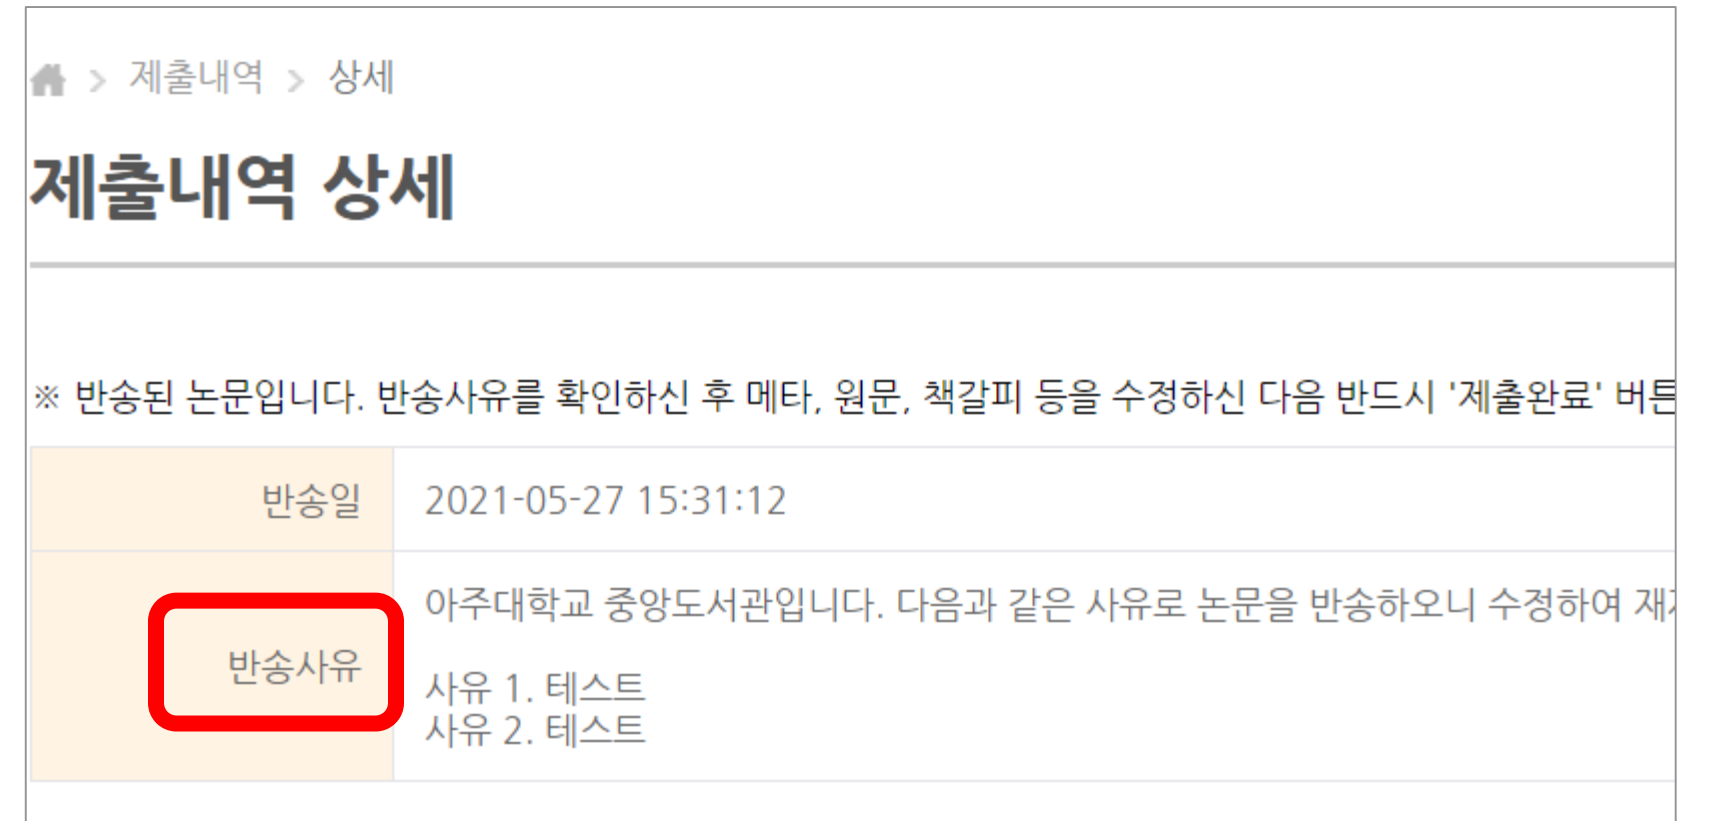 > 제출내역 > 상세
제출내역 상세
※ 반송된 논문입니다. 반송사유를 확인하신 후 메타, 원문, 책갈피 등을 수정하신 다음 반드시 '제출완료' 버튼
반송일 2021-05-27 15:31:12
아주대학교 중앙도서관입니다. 다음과 같은 사유로 논문을 반송하오니 수정하여
반송사유
사유 1. 테스트
사유 2. 테스트